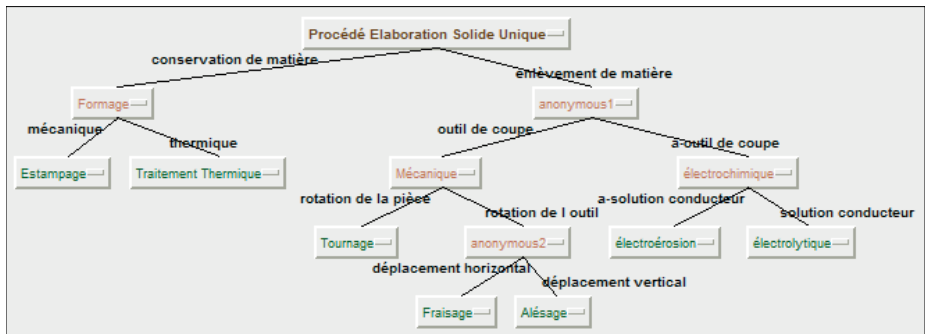 Procédé Elaboration Solide Unique
conservation de matière
enlèvement de matière
Formage
anonymous1
mécanique
outil de coupe
thermique
a-outil de coupe
Estampage
Traitement Thermique
Mécanique
électrochimique
rotation de la pièce
a-solution conducteur
rotation de l outil
solution conducteur
Tournage
anonymous2
électroérosion
électrolytique
déplacement horizontal
déplacement vertical
Fraisage
Alésage